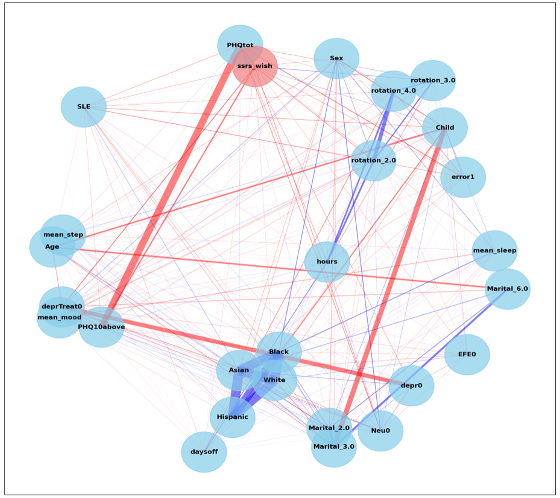 PHQtot
Sex
ssrs_wish
rotation_3.0
rotation_4.0
SLE
Child
rotation_2.0
error1
mean_step
Age
mean_sleep
hours
Marital_6.0
deprTreat0
mean_mood
PHQ10above
Black
EFE0
Asian
White
depr0
Hispanic
Marital_2.0
Neu0
Marital_3.0
daysoff